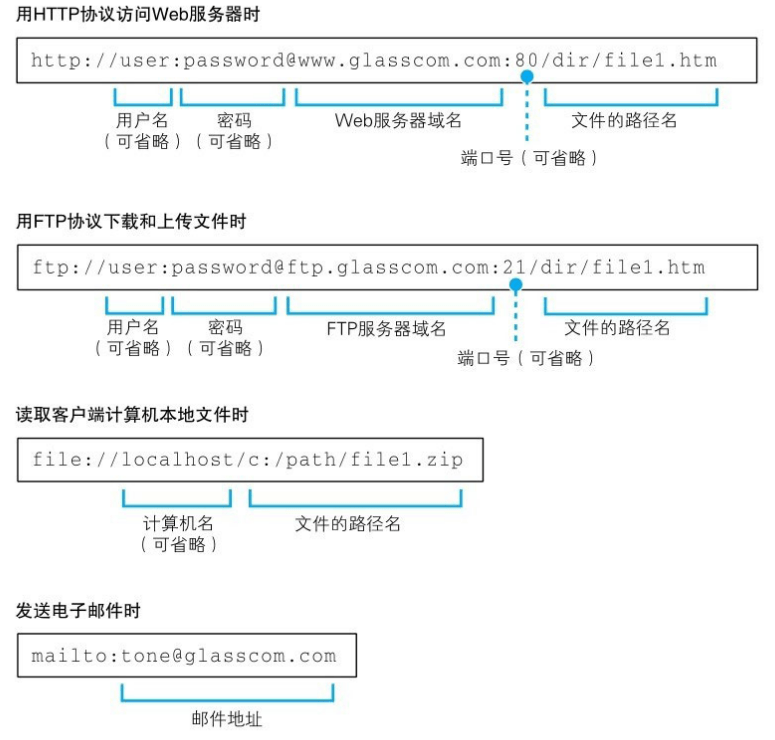 用HTTP协议访问Web服务器时
http://user:password@www.glasscom.com:80/dir/file1.htm
用户名 密码 Web服务器域名 文件的路径名
（可省略）（可省略）
端口号（可省略）
用FTP协议下载和上传文件时
ftp://user:password@ftp.glasscom.com:21/dir/file1.htm
用户名 密码 FTP服务器域名 文件的路径名
（可省略）（可省略）
端口号（可省略）
读取客户端计算机本地文件时
file://localhost/c:/path/file1.zip
计算机名 文件的路径名
（可省略）
发送电子邮件时
mailto:tone@glasscom.com
邮件地址